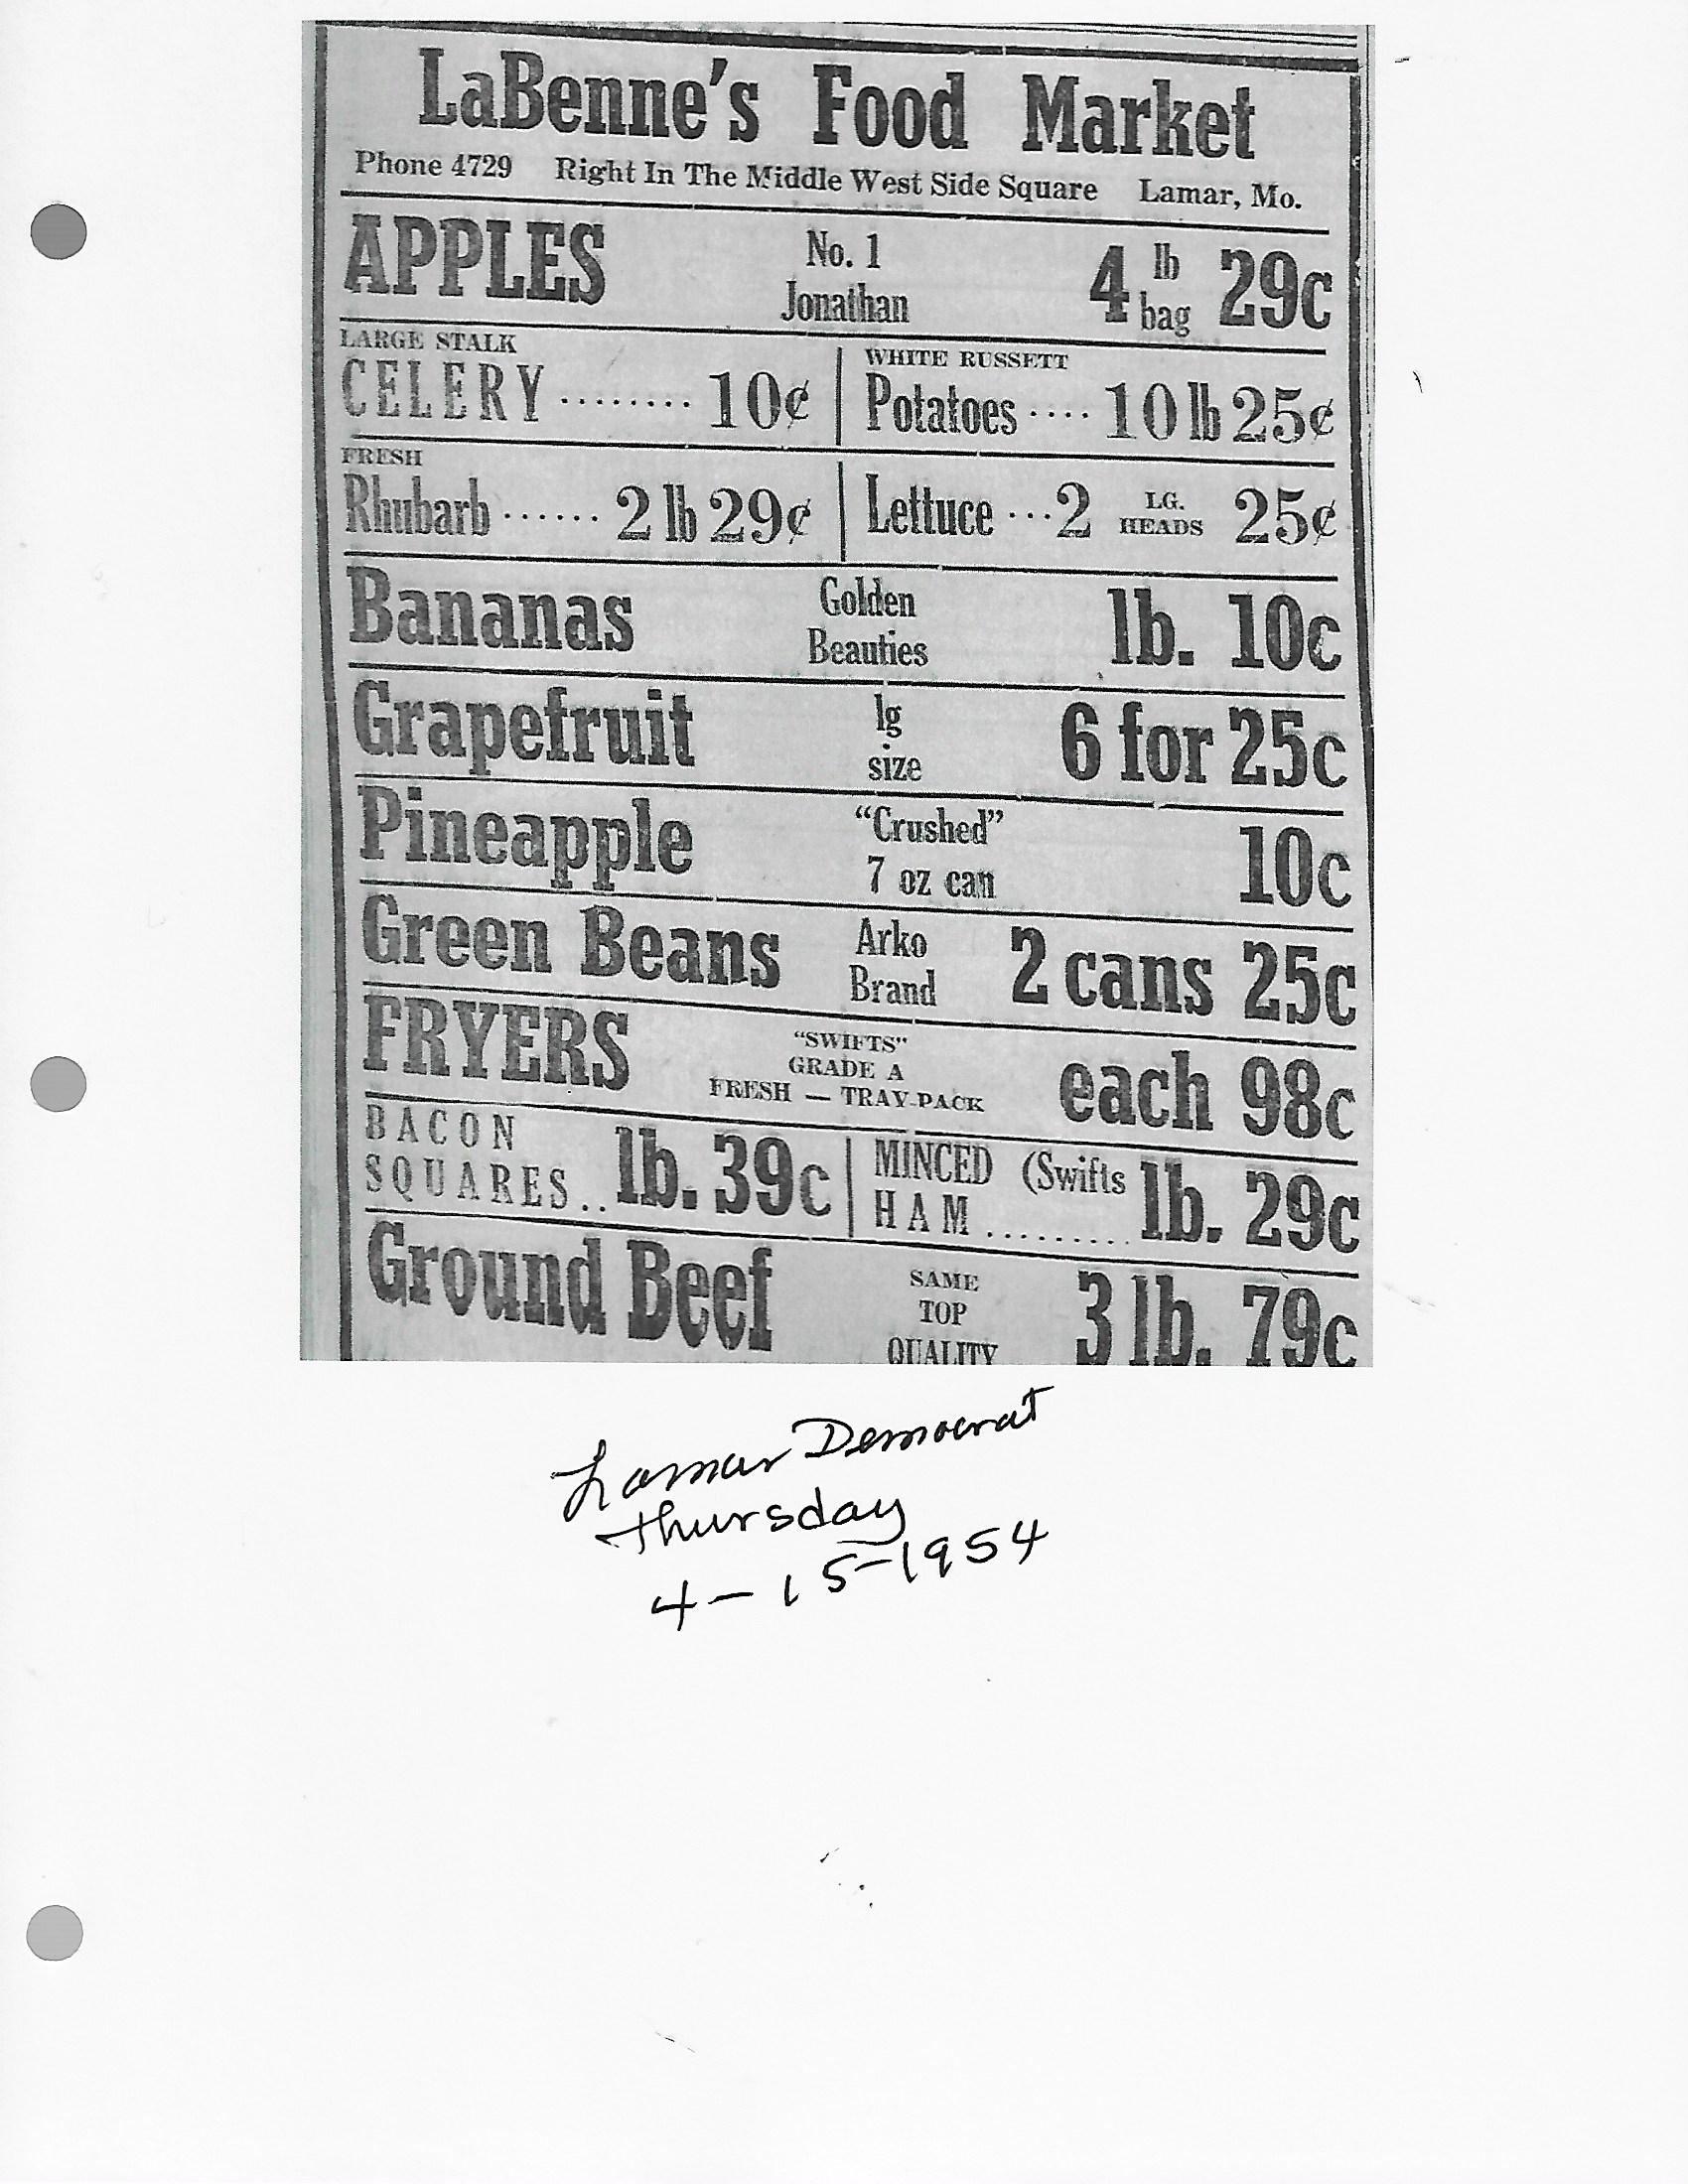 LaBenne's Food Market
Phone 4729 Right In The Middle West Side Square Lamar, Mo.
APPLES No. 1 Jonathan 4 lb bag 29c
LARGE STALK
CELERY ........ 10¢
WHITE RUSSETT
Potatoes .... 10 lb 25¢
FRESH
Rhubarb ...... 2 lb 29¢
Lettuce ... 2 LG. HEADS 25¢
Bananas Golden Beauties lb. 10c
Grapefruit lg size 6 for 25c
Pineapple "Crushed" 7 oz can 10c
Green Beans Arko Brand 2 cans 25c
FRYERS "SWIFTS" GRADE A FRESH — TRAY-PACK each 98c
BACON
SQUARES .. lb. 39c
MINCED (Swifts
HAM ......... lb. 29c
Ground Beef SAME TOP QUALITY 3 lb. 79c
Lamar Democrat
Thursday
4-15-1954